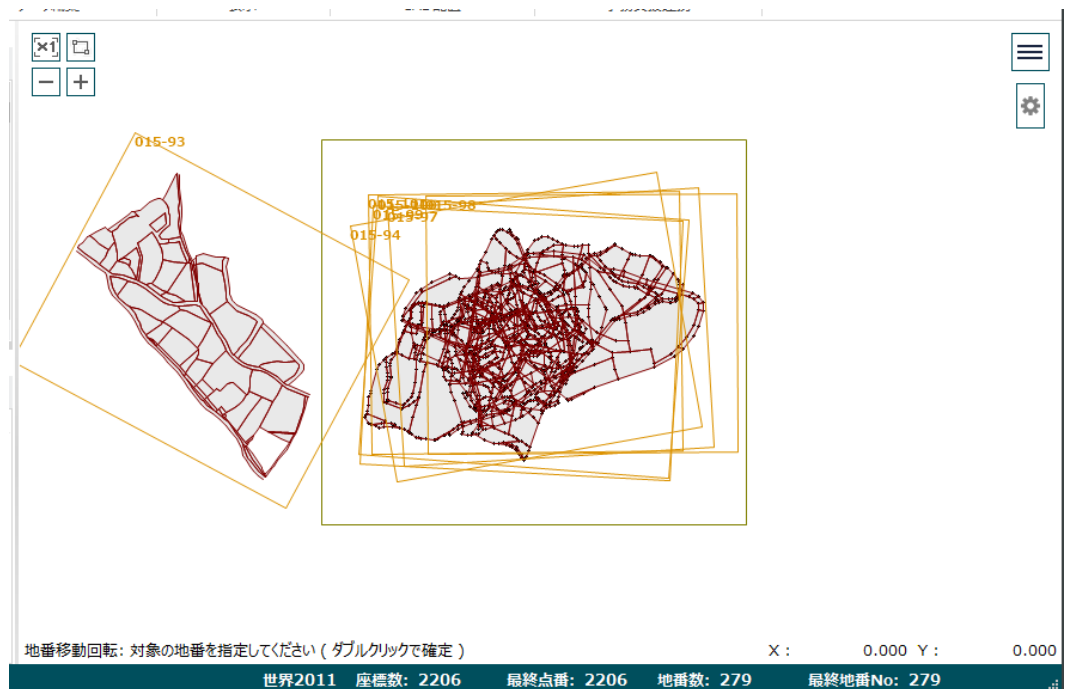 ×1
015-93
015-98
015-97
015-94
地番移動回転: 対象の地番を指定してください ( ダブルクリックで確定 )
X : 0.000 Y : 0.000
世界2011 座標数: 2206 最終点番: 2206 地番数: 279 最終地番No: 279